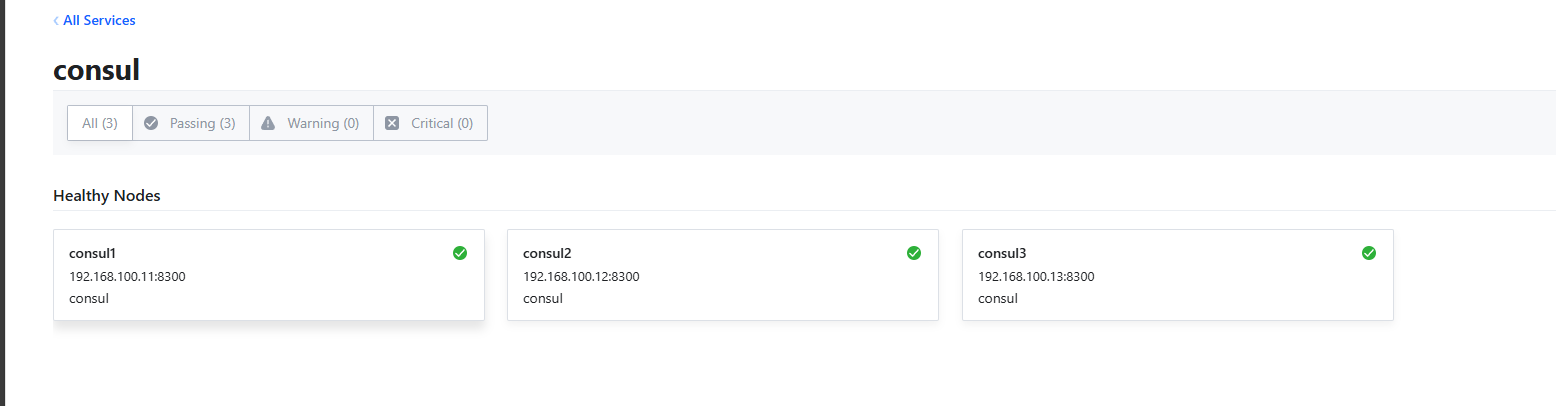 All Services
consul
All (3) Passing (3) Warning (0) Critical (0)
Healthy Nodes
consul1
192.168.100.11:8300
consul
consul2
192.168.100.12:8300
consul
consul3
192.168.100.13:8300
consul